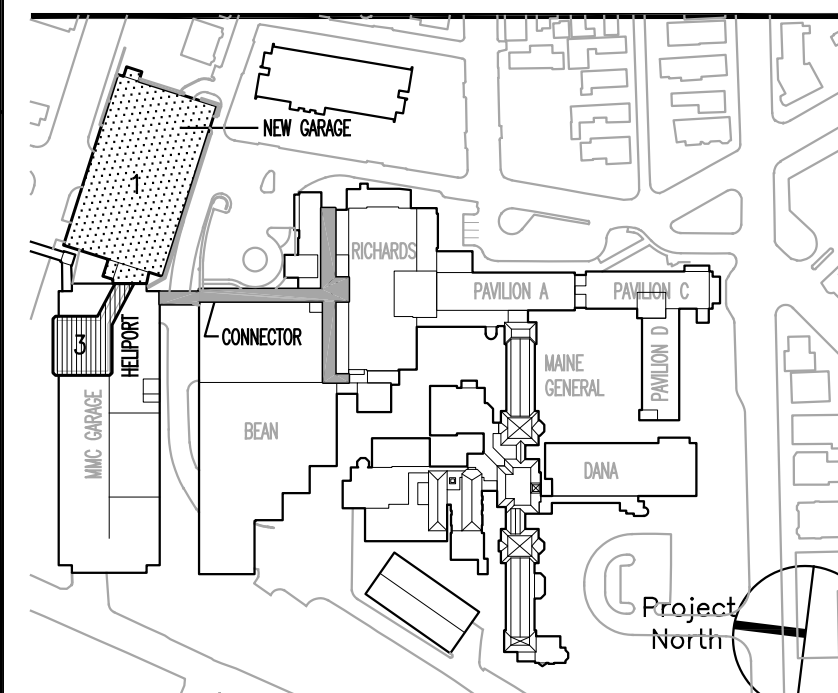 NEW GARAGE
1
RICHARDS
PAVILION A
PAVILION C
3
HELIPORT
CONNECTOR
PAVILION D
MAINE
GENERAL
MMC GARAGE
BEAN
DANA
Project
North